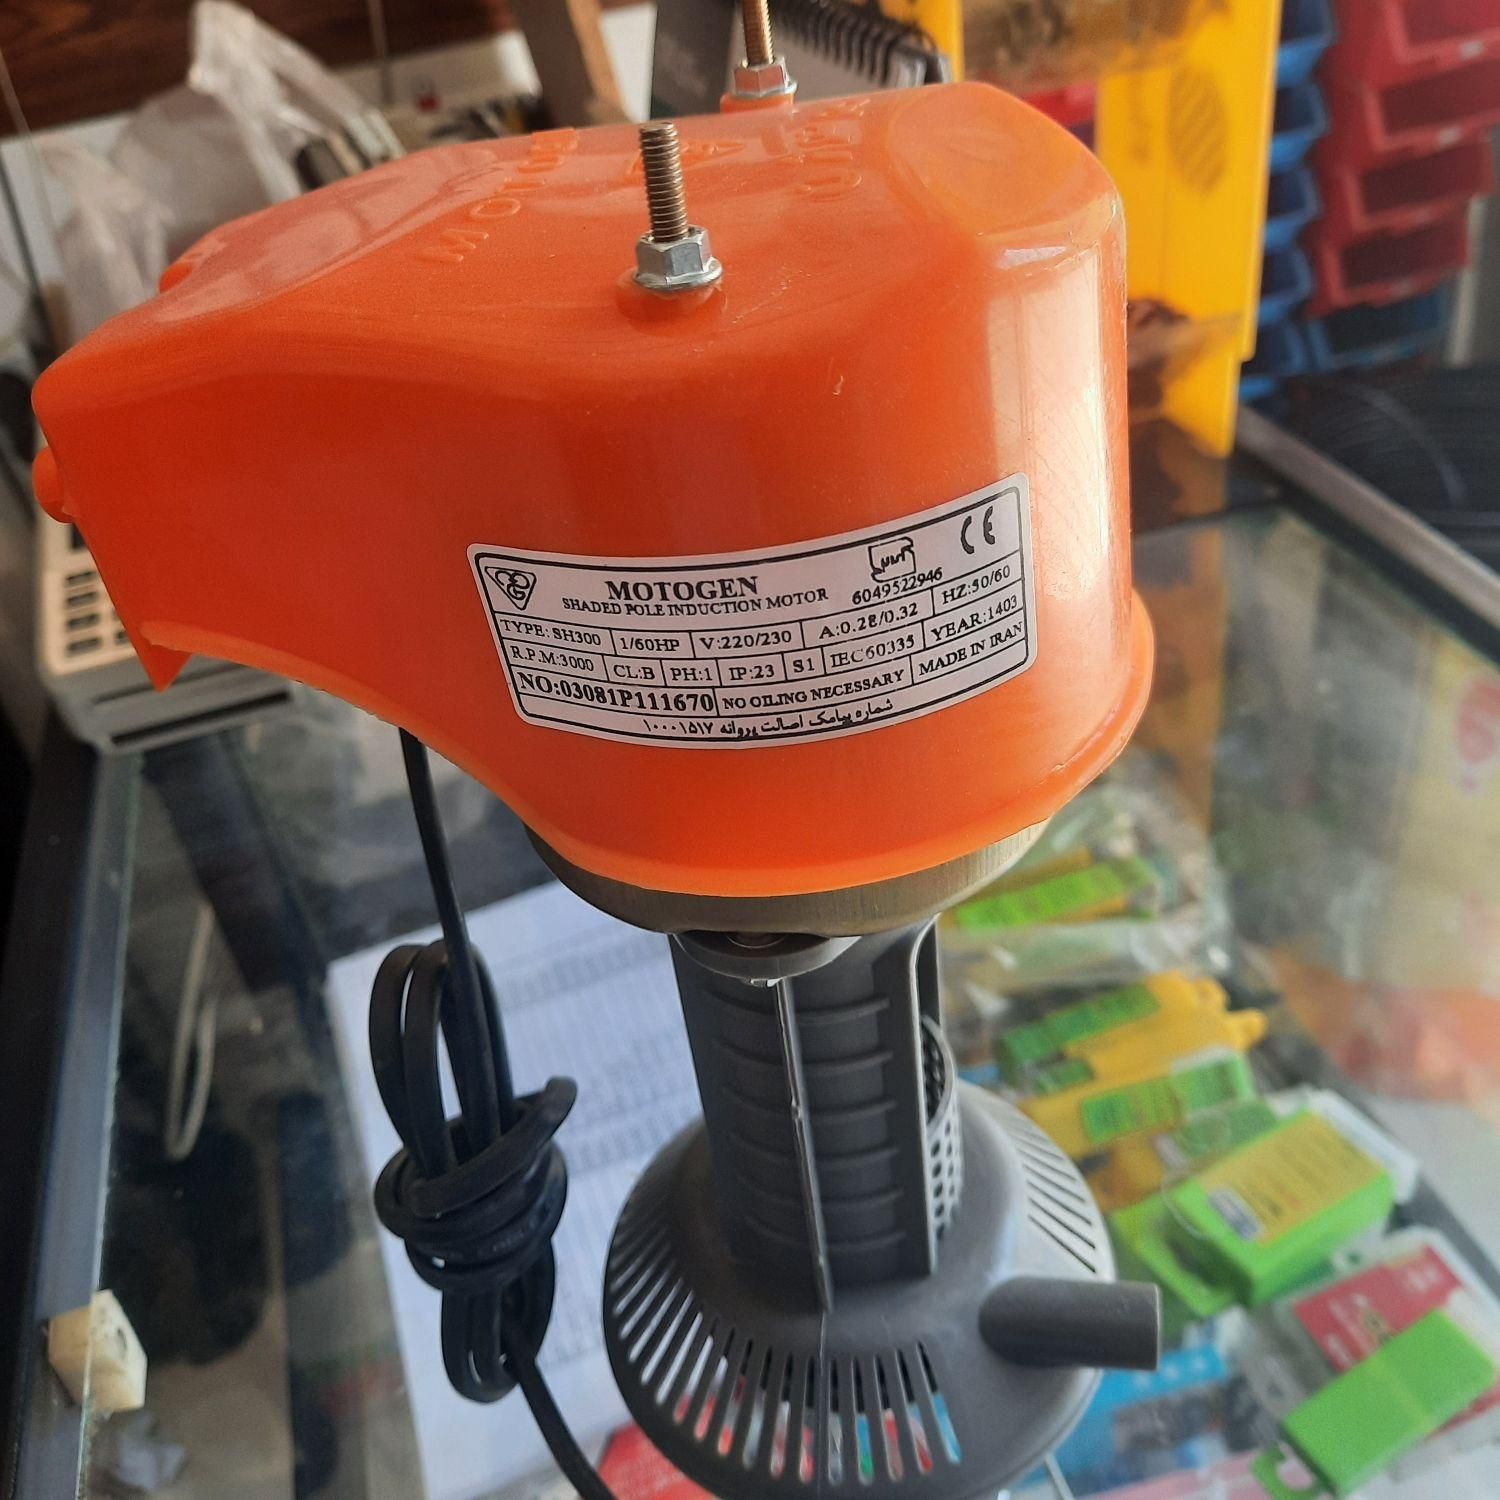 MOTOGEN
MOTOGEN
SHADED POLE INDUCTION MOTOR
6049522946
CE
TYPE: SH300 1/60HP V:220/230 A:0.28/0.32 HZ:50/60
R.P.M:3000 CL:B PH:1 IP:23 S1 IEC60335 YEAR:1403
NO:03081P111670 NO OILING NECESSARY MADE IN IRAN
شماره پیامک اصالت پروانه ۱۰۰۰۱۵۱۷